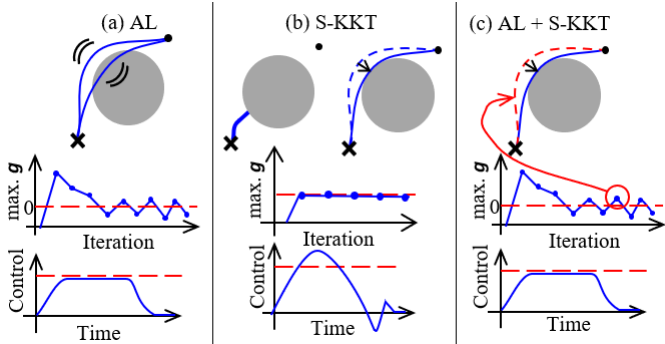 (a) AL
max. g
0
Iteration
Control
Time
(b) S-KKT
max. g
Iteration
Control
Time
(c) AL + S-KKT
max. g
0
Iteration
Control
Time